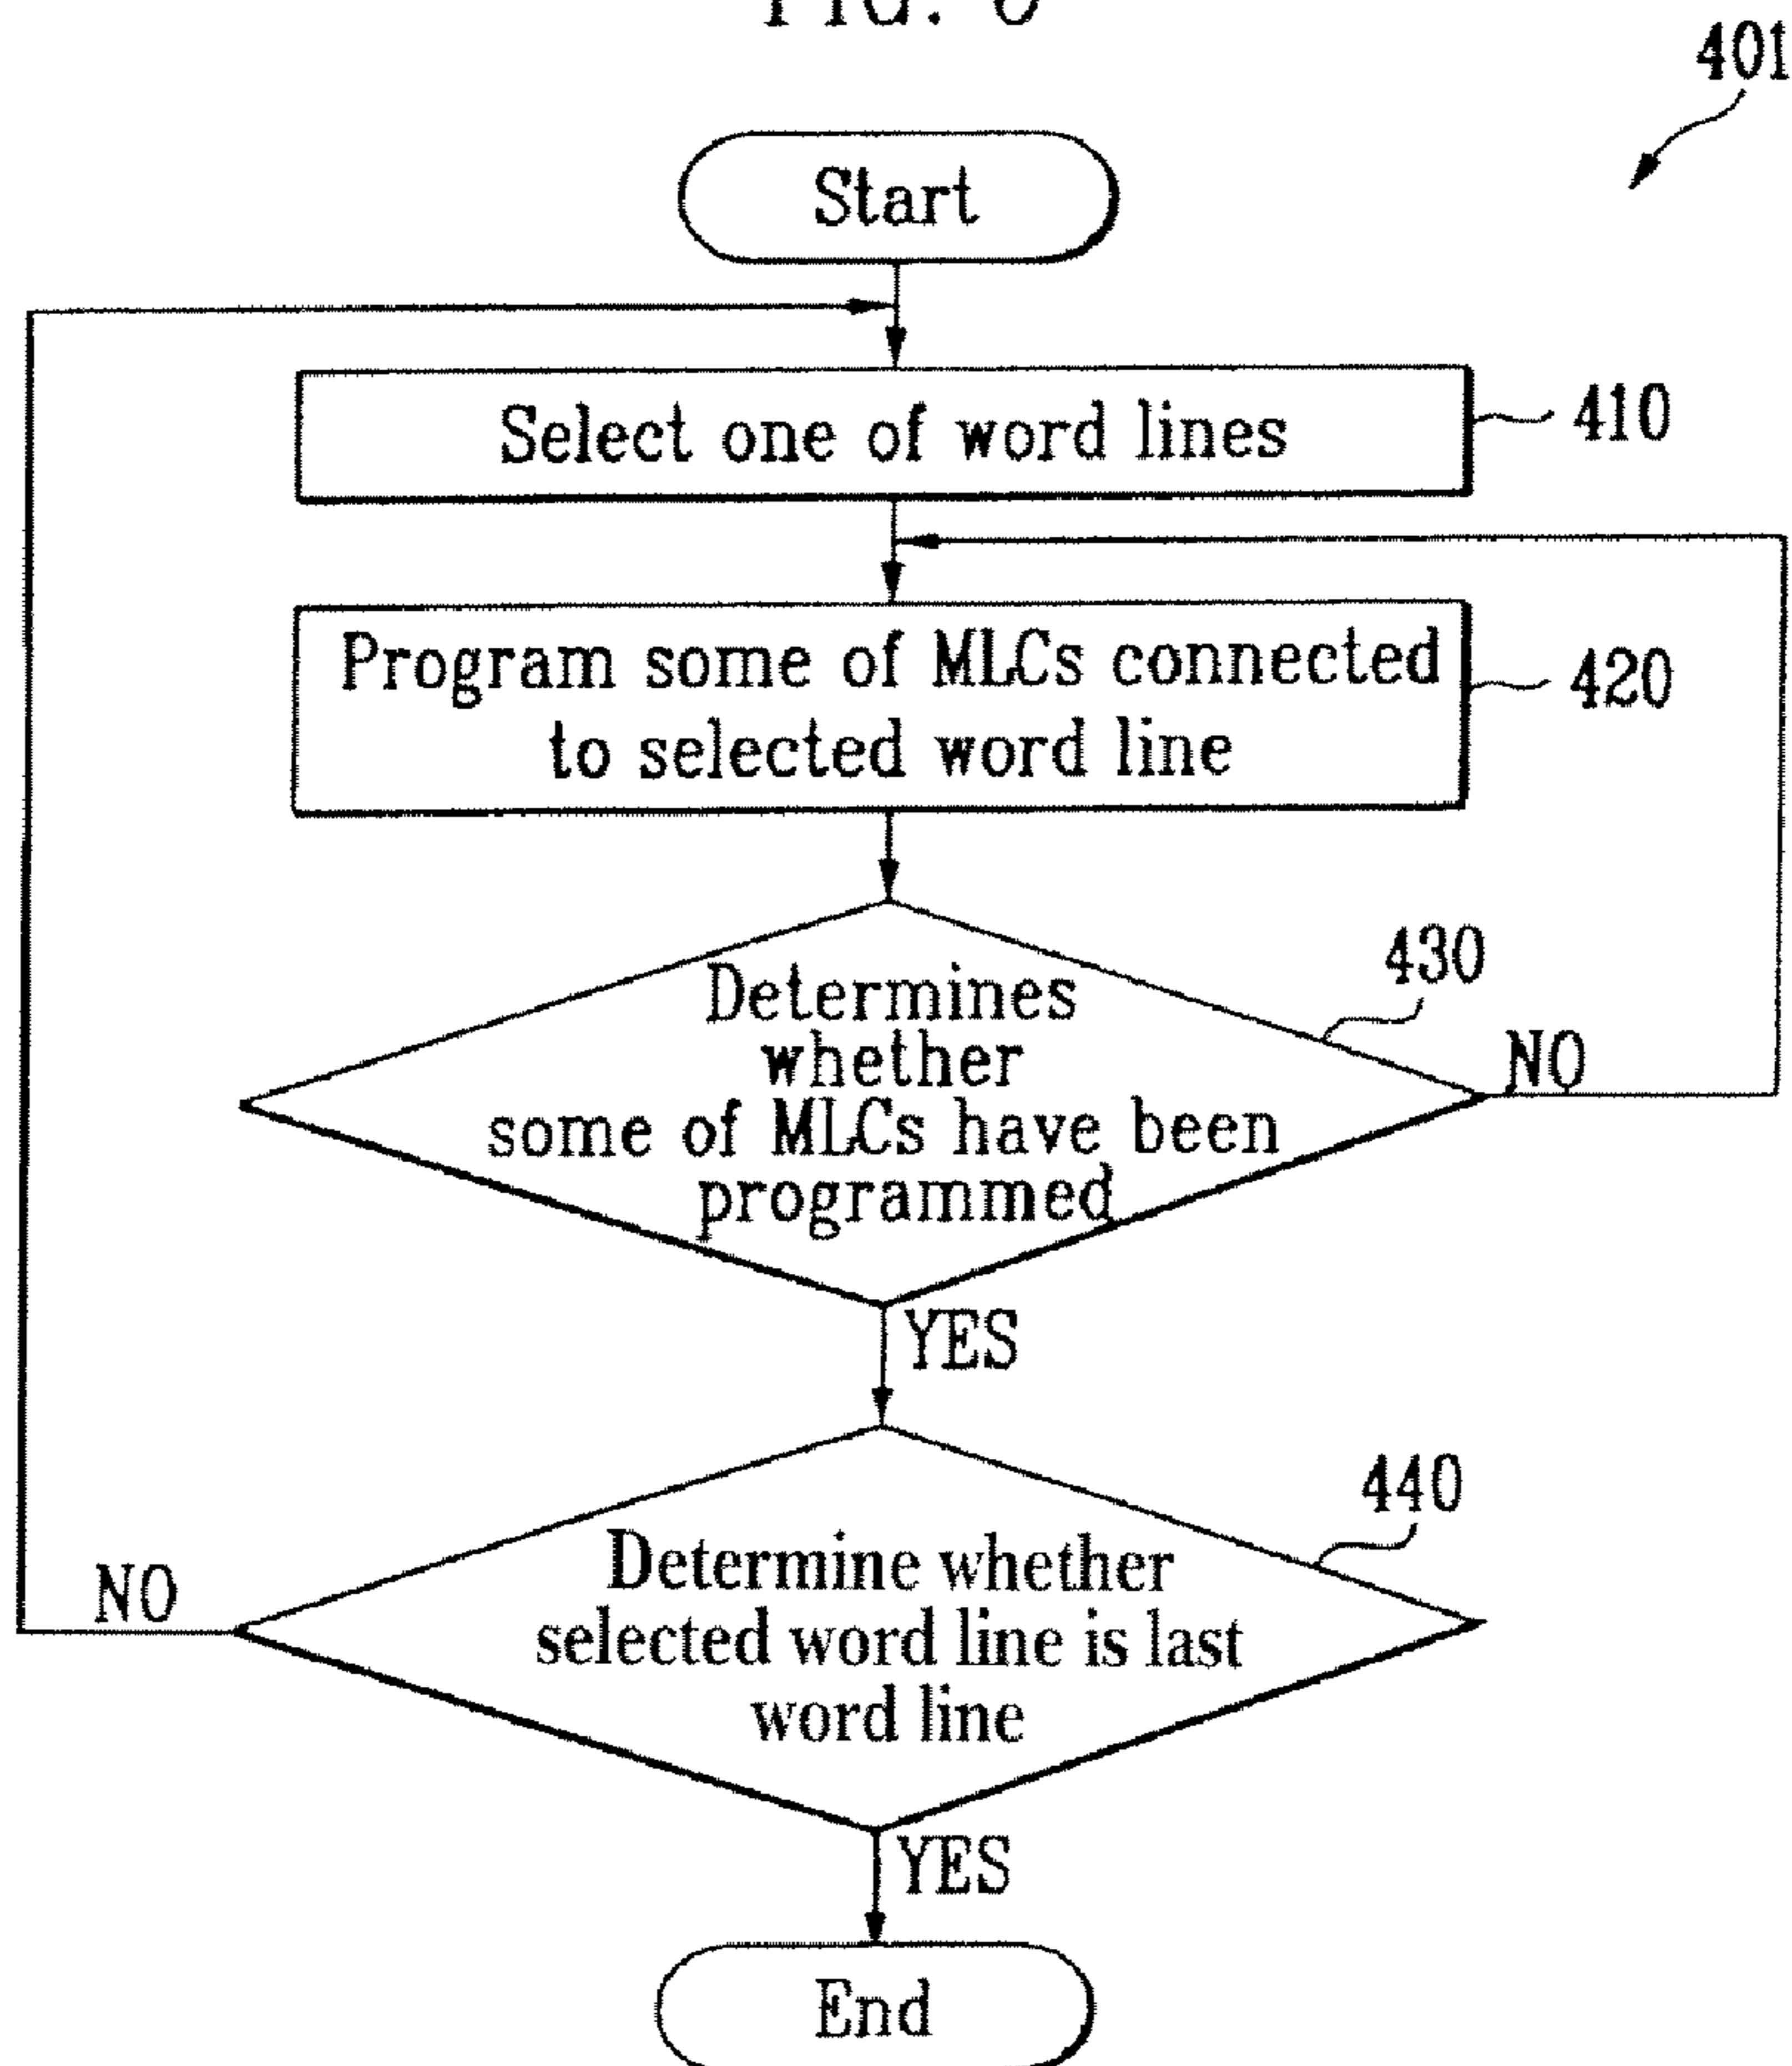 FIG.
401
Start
Select one of word lines
410
Program some of MLCs connected
to selected word line
420
Determines
whether
some of MLCs have been
programmed
430
NO
YES
Determine whether
selected word line is last
word line
440
NO
YES
End